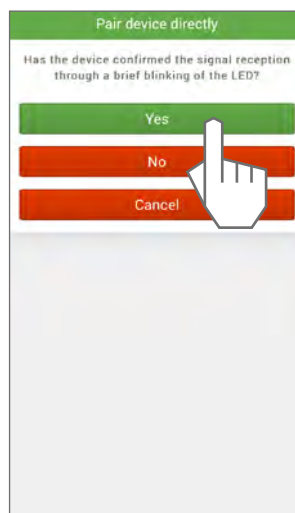 Pair device directly
Has the device confirmed the signal reception
through a brief blinking of the LED?
Yes
No
Cancel